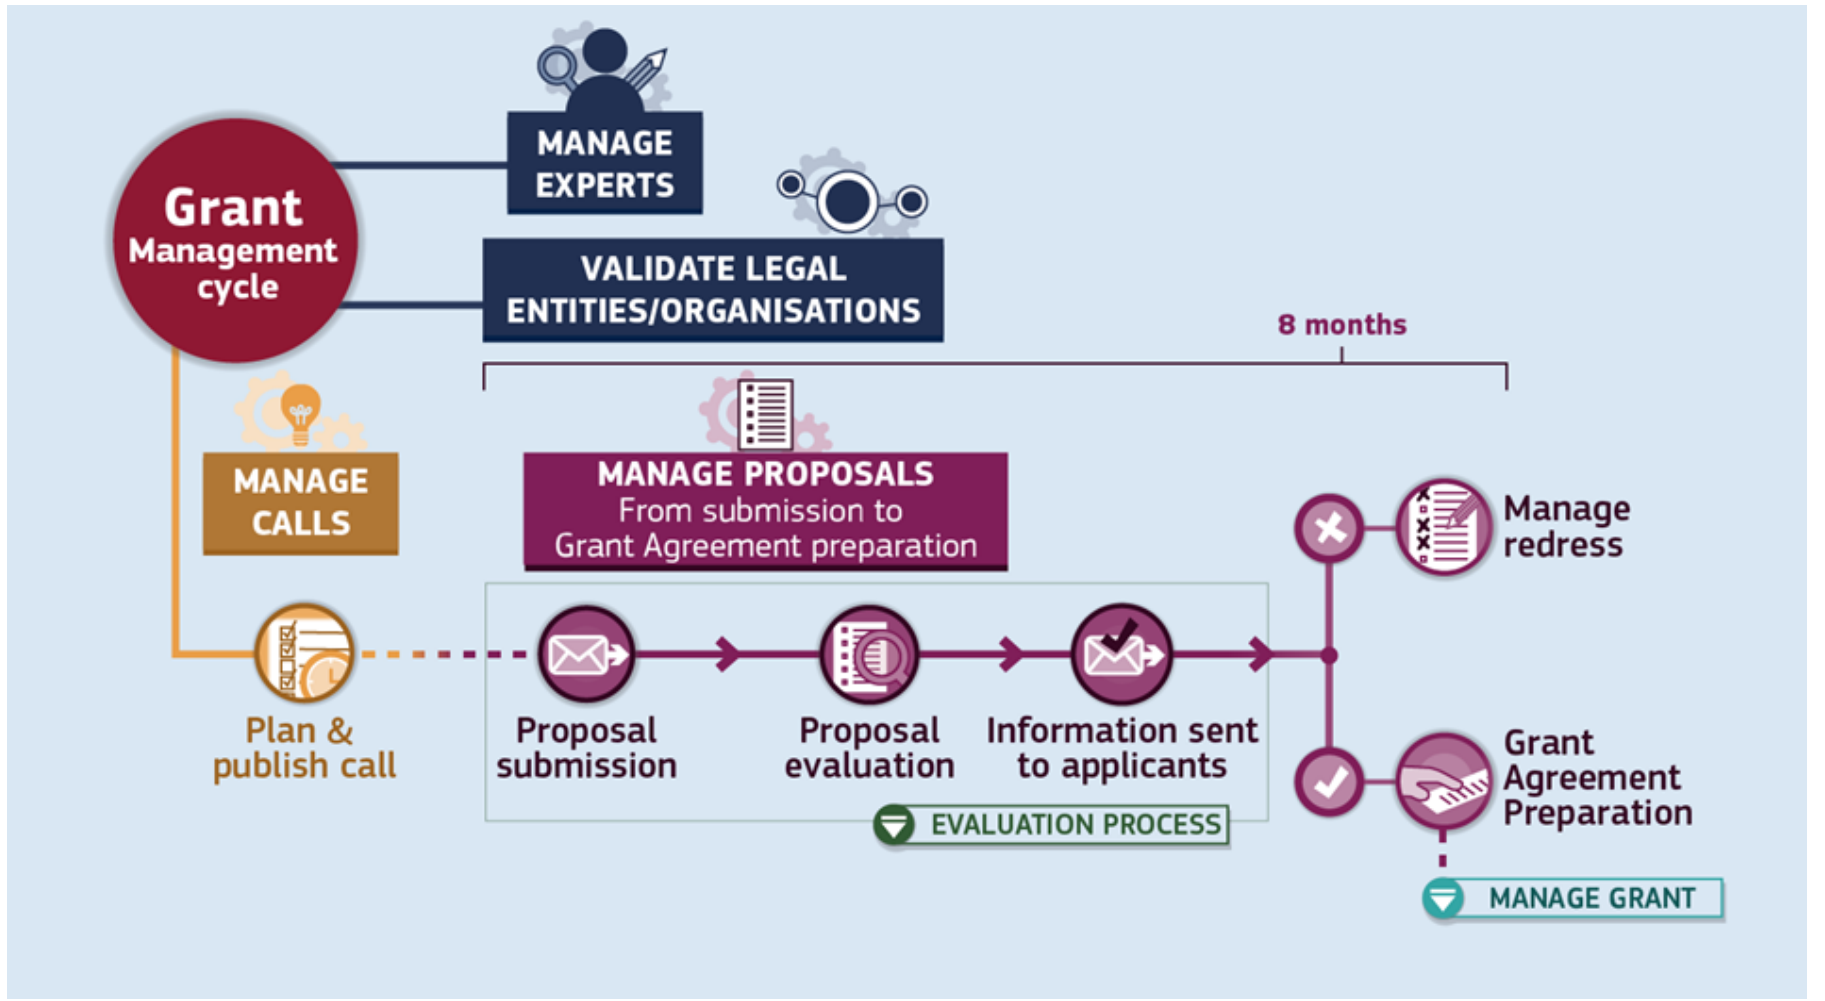 MANAGE
EXPERTS
Grant
Management
cycle
VALIDATE LEGAL
ENTITIES/ORGANISATIONS
8 months
MANAGE
CALLS
MANAGE PROPOSALS
From submission to
Grant Agreement preparation
Manage
redress
Plan &
publish call
Proposal
submission
Proposal
evaluation
Information sent
to applicants
Grant
Agreement
Preparation
EVALUATION PROCESS
MANAGE GRANT